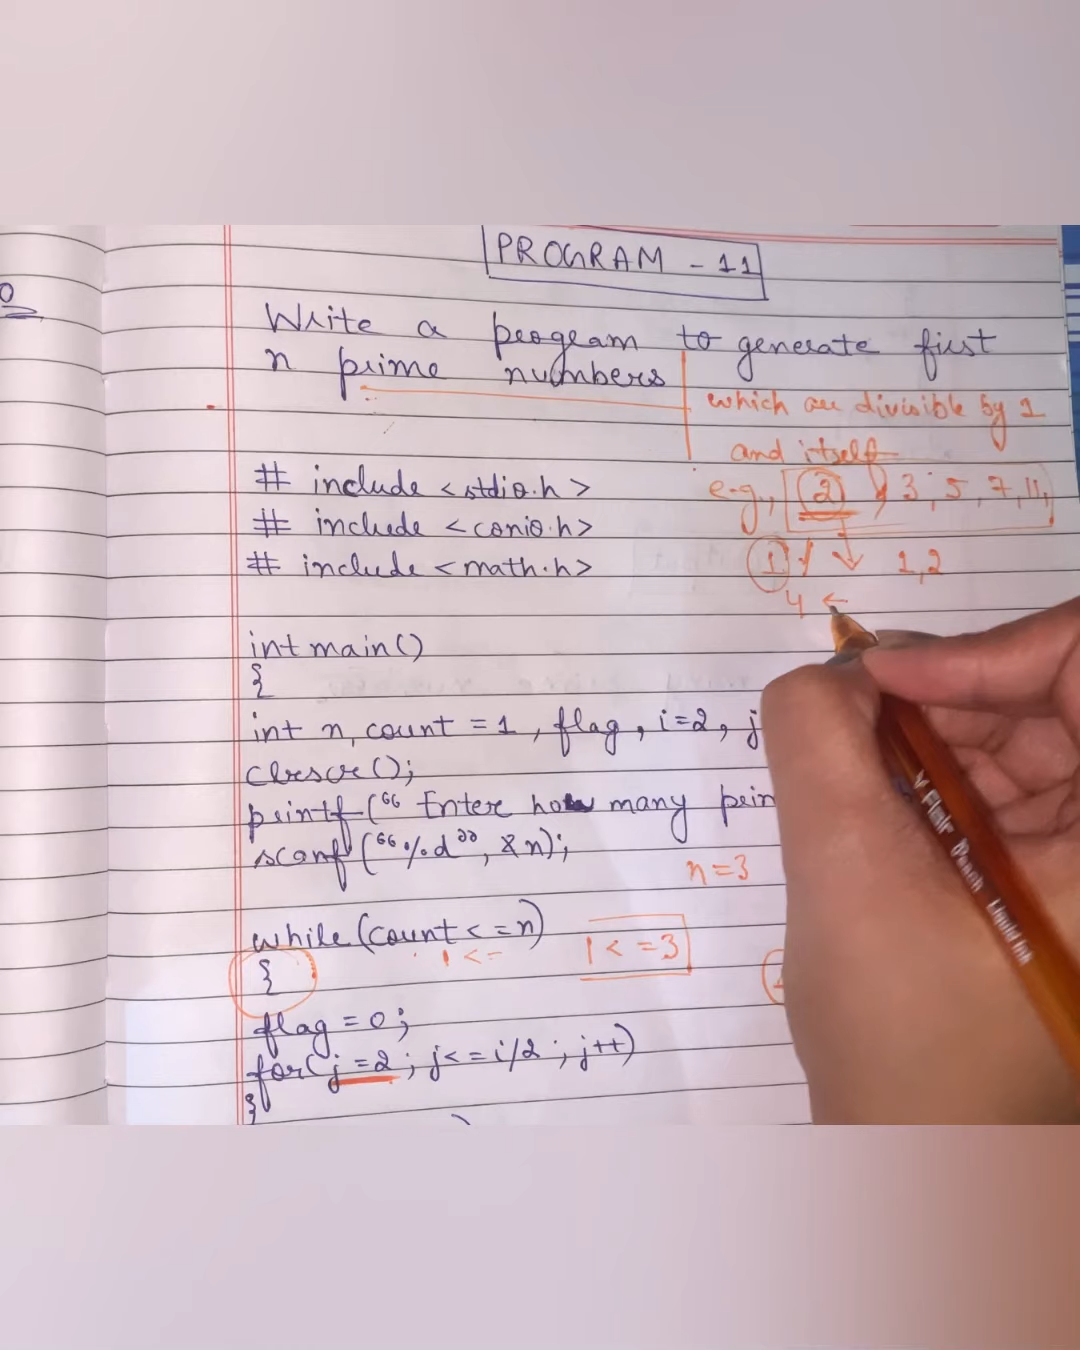 PROGRAM - 11
Write a program to generate first
n prime numbers
which are divisible by 1
and itself
e.g., 2, 3, 5, 7, 11,
1 1,2
4 ←
# include <stdio.h>
# include <conio.h>
# include <math.h>
int main()
{
int n, count = 1, flag, i=2, j
clrscr();
printf(“Enter how many prim
scanf(“%d”, &n);
n=3
while(count <= n)
1 <=
1 <= 3
{
flag = 0;
for(j=2; j<=i/2; j++)
}